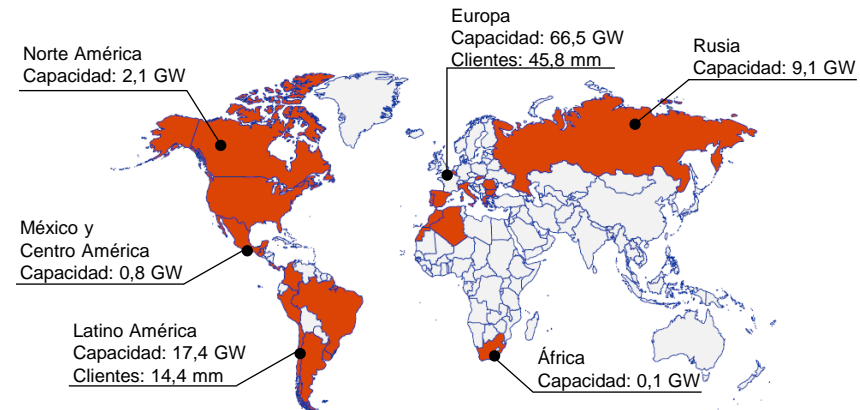 Norte América
Capacidad: 2,1 GW
Europa
Capacidad: 66,5 GW
Clientes: 45,8 mm
Rusia
Capacidad: 9,1 GW
México y
Centro América
Capacidad: 0,8 GW
Latino América
Capacidad: 17,4 GW
Clientes: 14,4 mm
África
Capacidad: 0,1 GW